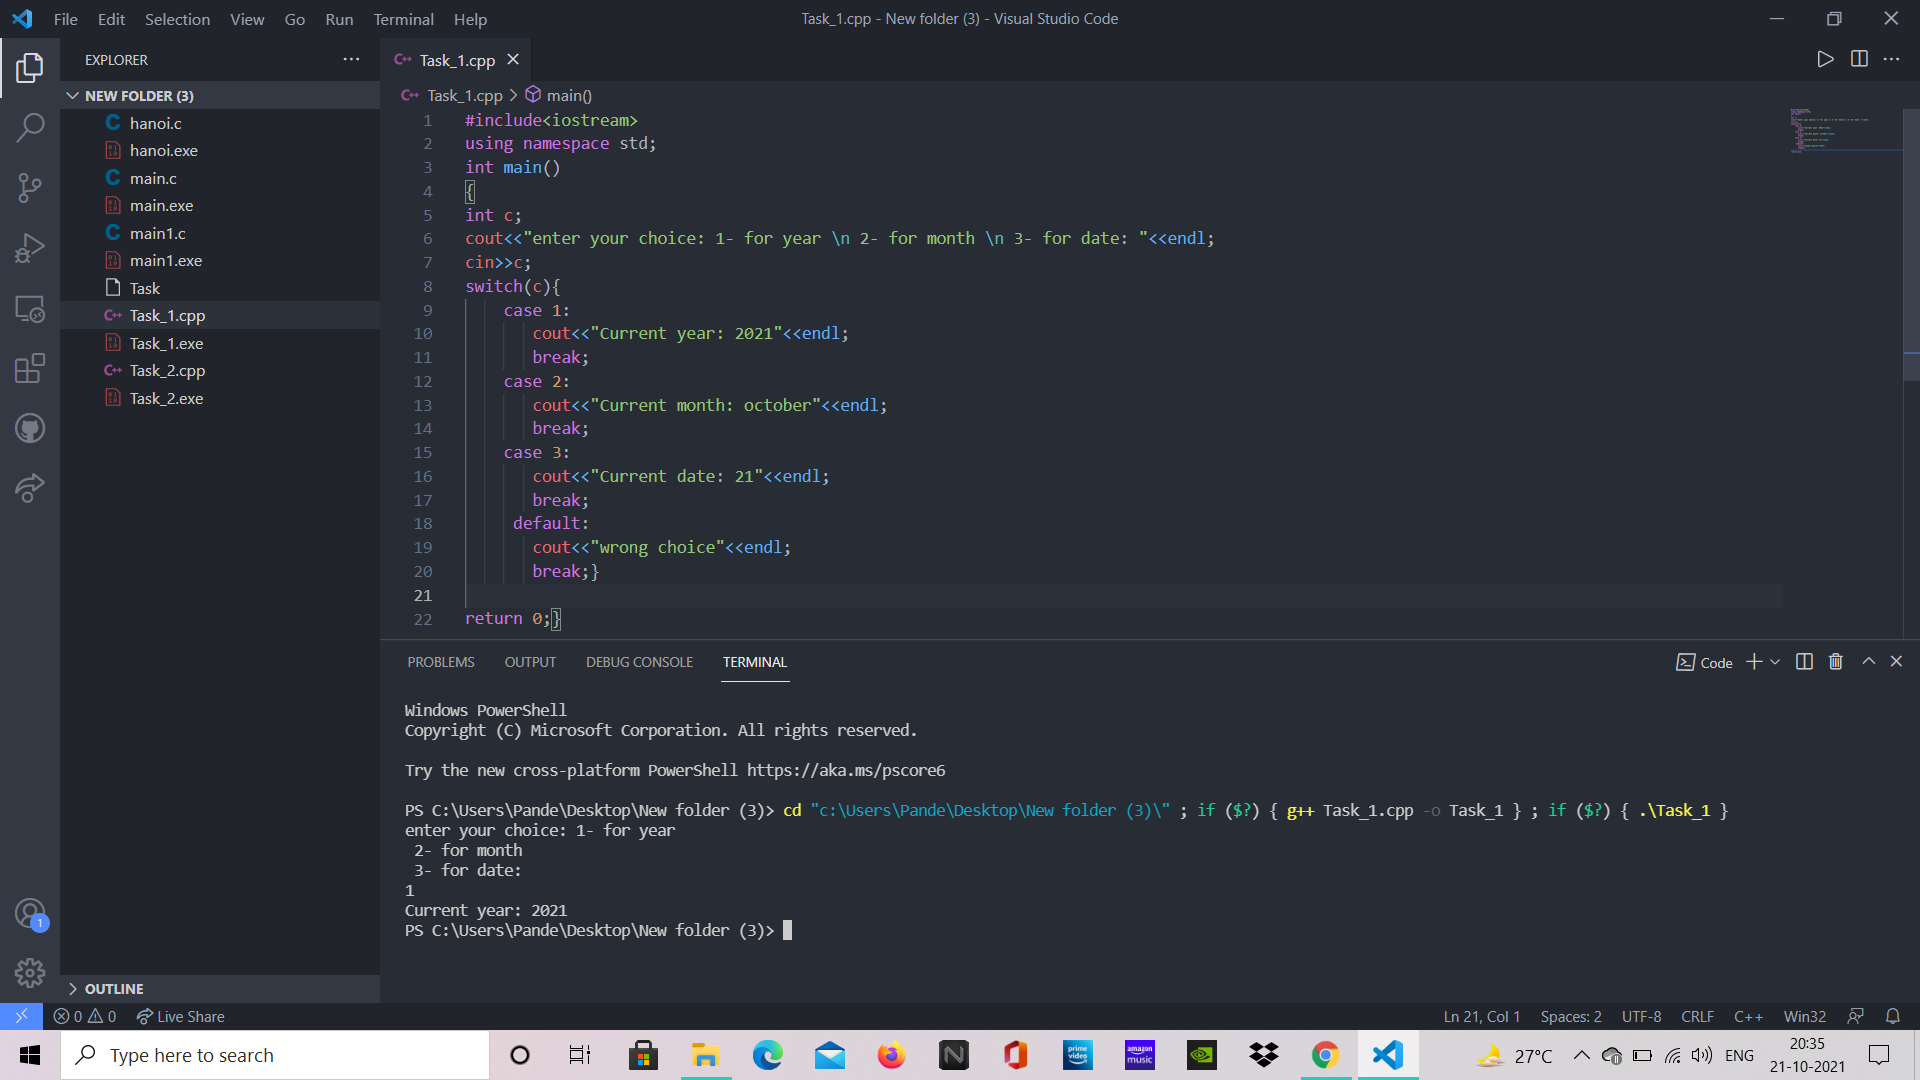 File Edit Selection View Go Run Terminal Help
Task_1.cpp - New folder (3) - Visual Studio Code
EXPLORER
NEW FOLDER (3)
hanoi.c
hanoi.exe
main.c
main.exe
main1.c
main1.exe
Task
Task_1.cpp
Task_1.exe
Task_2.cpp
Task_2.exe
OUTLINE
Task_1.cpp
Task_1.cpp > main()
1 #include<iostream>
2 using namespace std;
3 int main()
4 {
5 int c;
6 cout<<"enter your choice: 1- for year \n 2- for month \n 3- for date: "<<endl;
7 cin>>c;
8 switch(c){
9 case 1:
10 cout<<"Current year: 2021"<<endl;
11 break;
12 case 2:
13 cout<<"Current month: october"<<endl;
14 break;
15 case 3:
16 cout<<"Current date: 21"<<endl;
17 break;
18 default:
19 cout<<"wrong choice"<<endl;
20 break;}
21
22 return 0;}
PROBLEMS OUTPUT DEBUG CONSOLE TERMINAL
Code
Windows PowerShell
Copyright (C) Microsoft Corporation. All rights reserved.
Try the new cross-platform PowerShell https://aka.ms/pscore6
PS C:\Users\Pande\Desktop\New folder (3)> cd "c:\Users\Pande\Desktop\New folder (3)\" ; if ($?) { g++ Task_1.cpp -o Task_1 } ; if ($?) { .\Task_1 }
enter your choice: 1- for year
2- for month
3- for date:
1
Current year: 2021
PS C:\Users\Pande\Desktop\New folder (3)>
1
0 0 Live Share
Ln 21, Col 1 Spaces: 2 UTF-8 CRLF C++ Win32
Type here to search
prime video
amazon music
27°C
ENG
20:35
21-10-2021